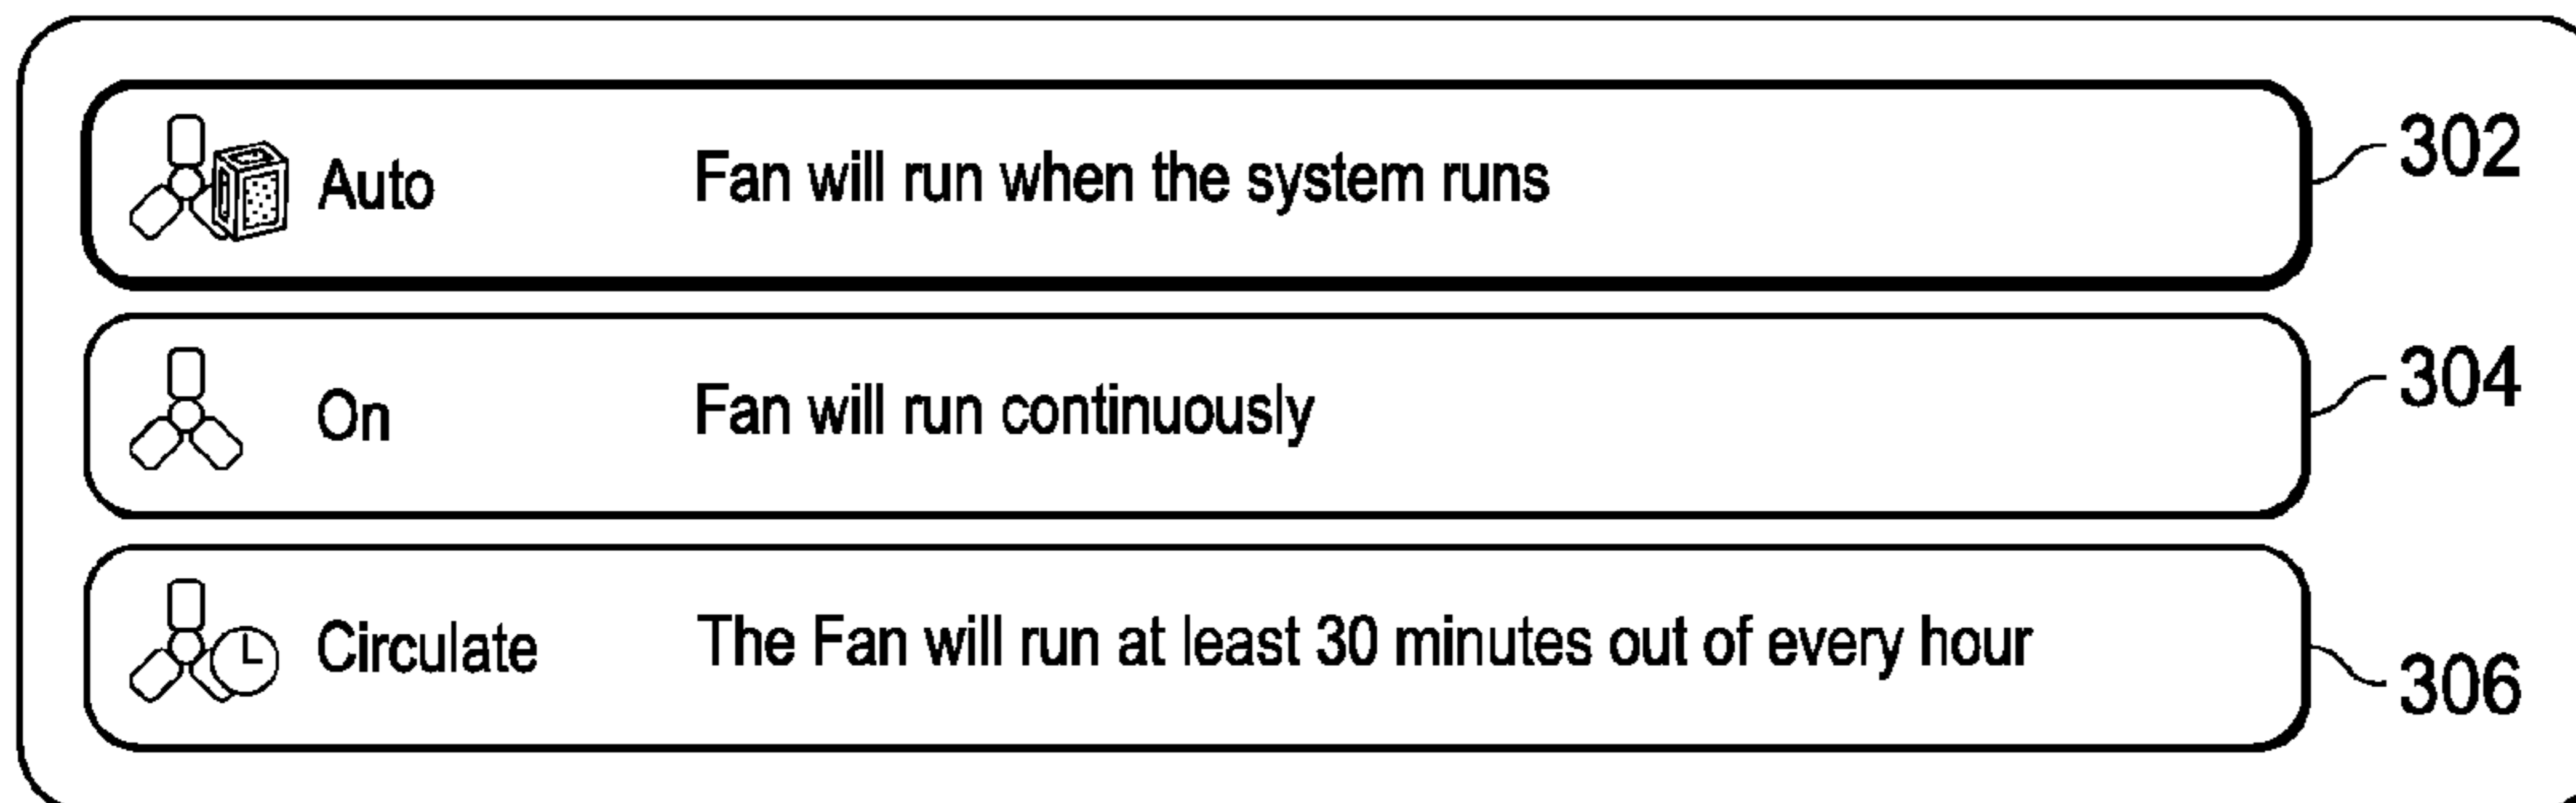 Auto Fan will run when the system runs 302
On Fan will run continuously 304
Circulate The Fan will run at least 30 minutes out of every hour 306